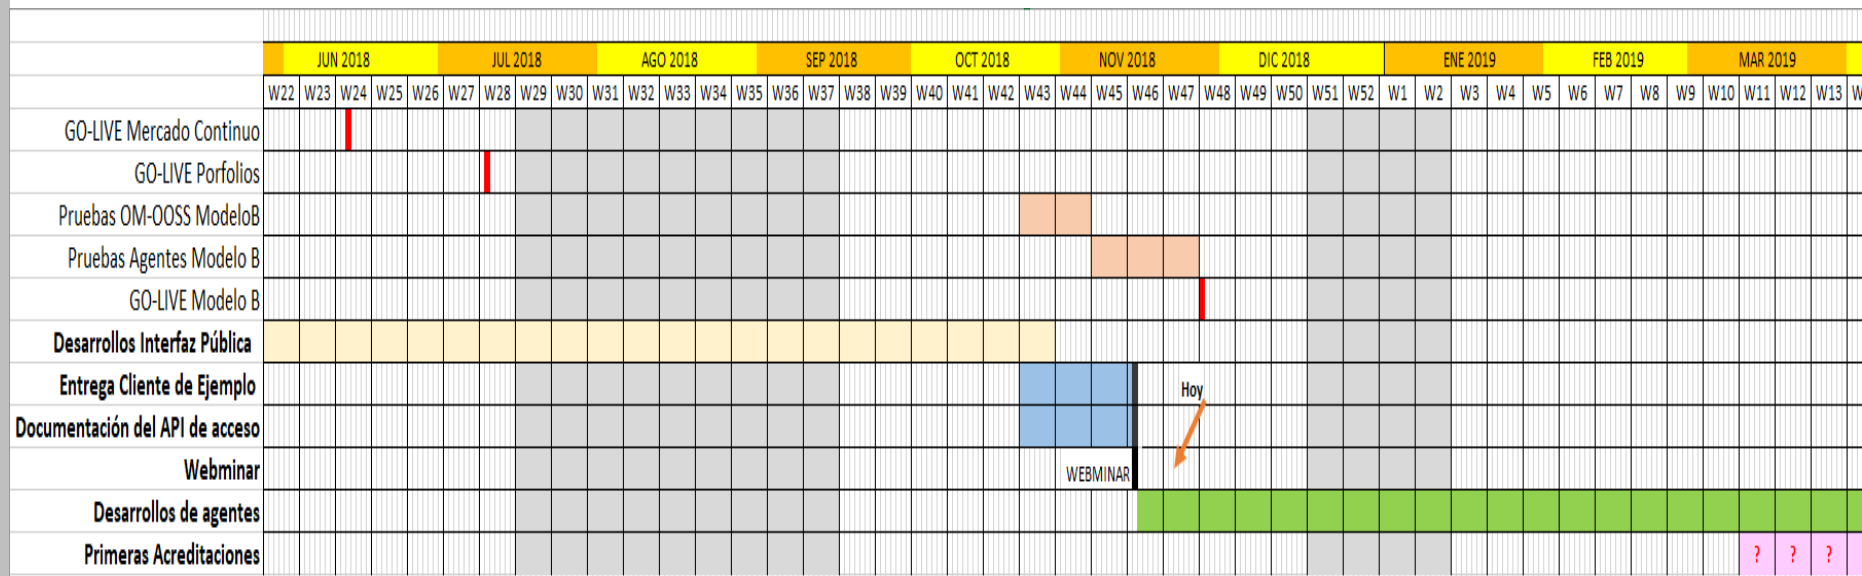 JUN 2018 JUL 2018 AGO 2018 SEP 2018 OCT 2018 NOV 2018 DIC 2018 ENE 2019 FEB 2019 MAR 2019
W22 W23 W24 W25 W26 W27 W28 W29 W30 W31 W32 W33 W34 W35 W36 W37 W38 W39 W40 W41 W42 W43 W44 W45 W46 W47 W48 W49 W50 W51 W52 W1 W2 W3 W4 W5 W6 W7 W8 W9 W10 W11 W12 W13 W
GO-LIVE Mercado Continuo
GO-LIVE Porfolios
Pruebas OM-OOSS ModeloB
Pruebas Agentes Modelo B
GO-LIVE Modelo B
Desarrollos Interfaz Pública
Entrega Cliente de Ejemplo Hoy
Documentación del API de acceso
Webminar WEBMINAR
Desarrollos de agentes
Primeras Acreditaciones ? ? ?